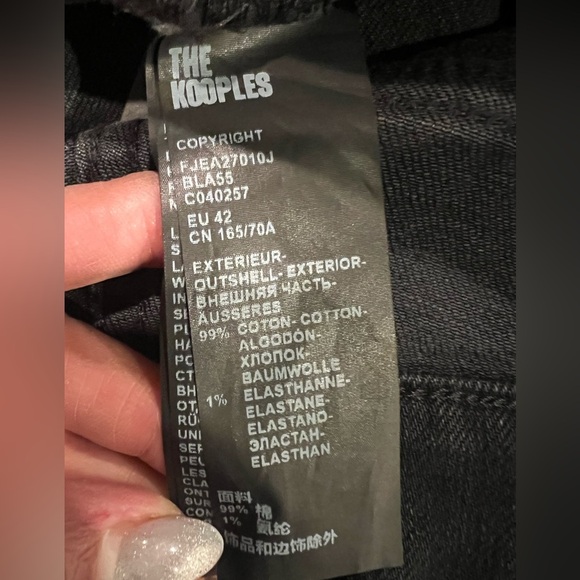 THE
KOOPLES
COPYRIGHT
FJEA27010J
BLA55
C040257
EU 42
CN 165/70A
EXTERIEUR-
OUTSHELL- EXTERIOR-
ВНЕШНЯЯ ЧАСТЬ-
AUSSERES
99% COTON- COTTON-
ALGODÓN-
ХЛОПОК-
BAUMWOLLE
1% ELASTHANNE-
ELASTANE-
ELASTANO-
ЭЛАСТАН-
ELASTHAN
面料
99% 棉
1% 氨纶
饰品和边饰除外